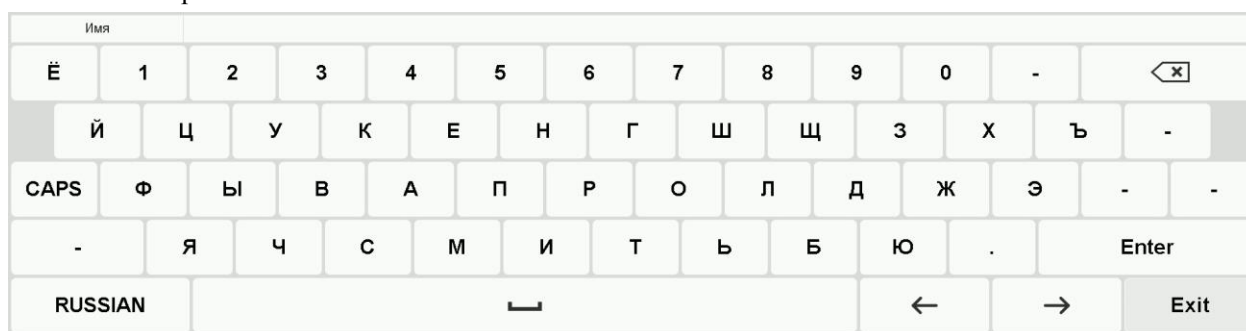 Имя
Ё 1 2 3 4 5 6 7 8 9 0 -
Й Ц У К Е Н Г Ш Щ З Х Ъ -
CAPS Ф Ы В А П Р О Л Д Ж Э - -
- Я Ч С М И Т Ь Б Ю . Enter
RUSSIAN ← → Exit